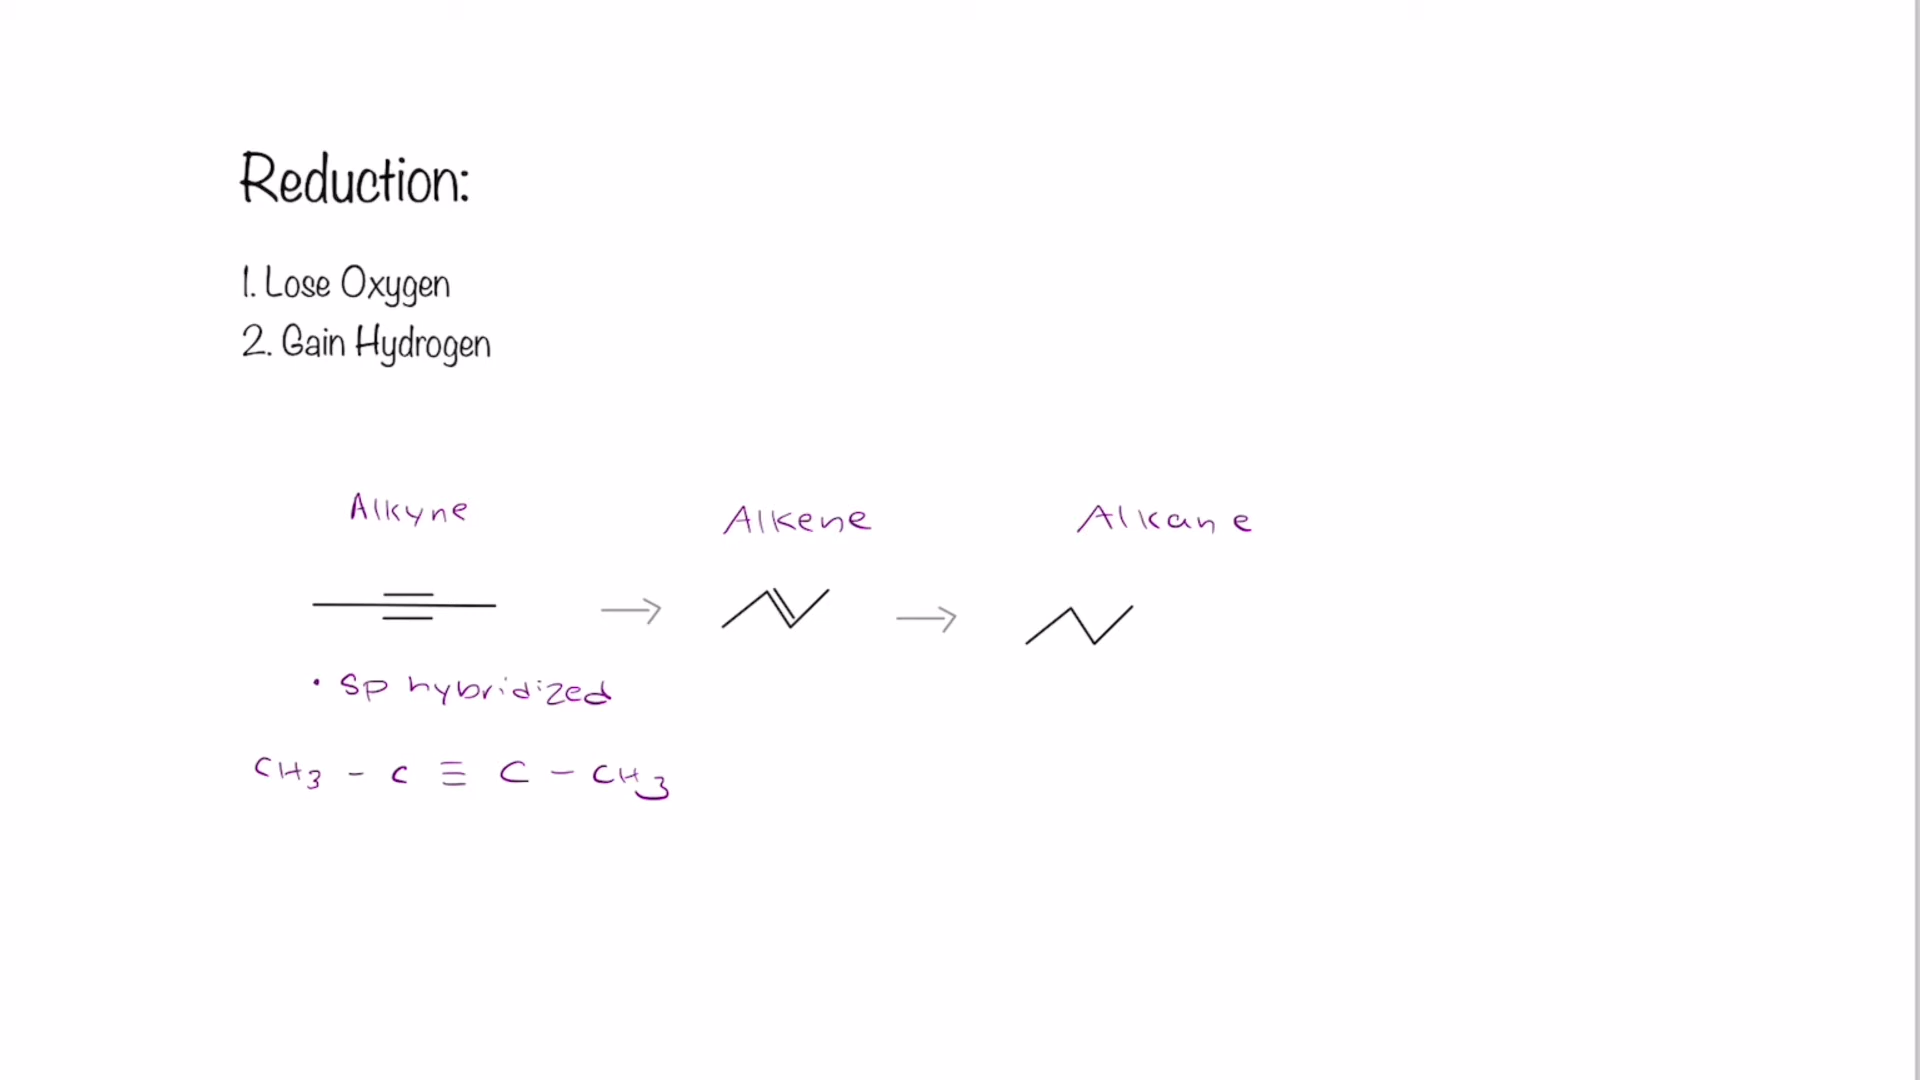 Reduction:
1. Lose Oxygen
2. Gain Hydrogen
Alkyne
Alkene
Alkane
• Sp hybridized
CH3 - C ≡ C - CH3